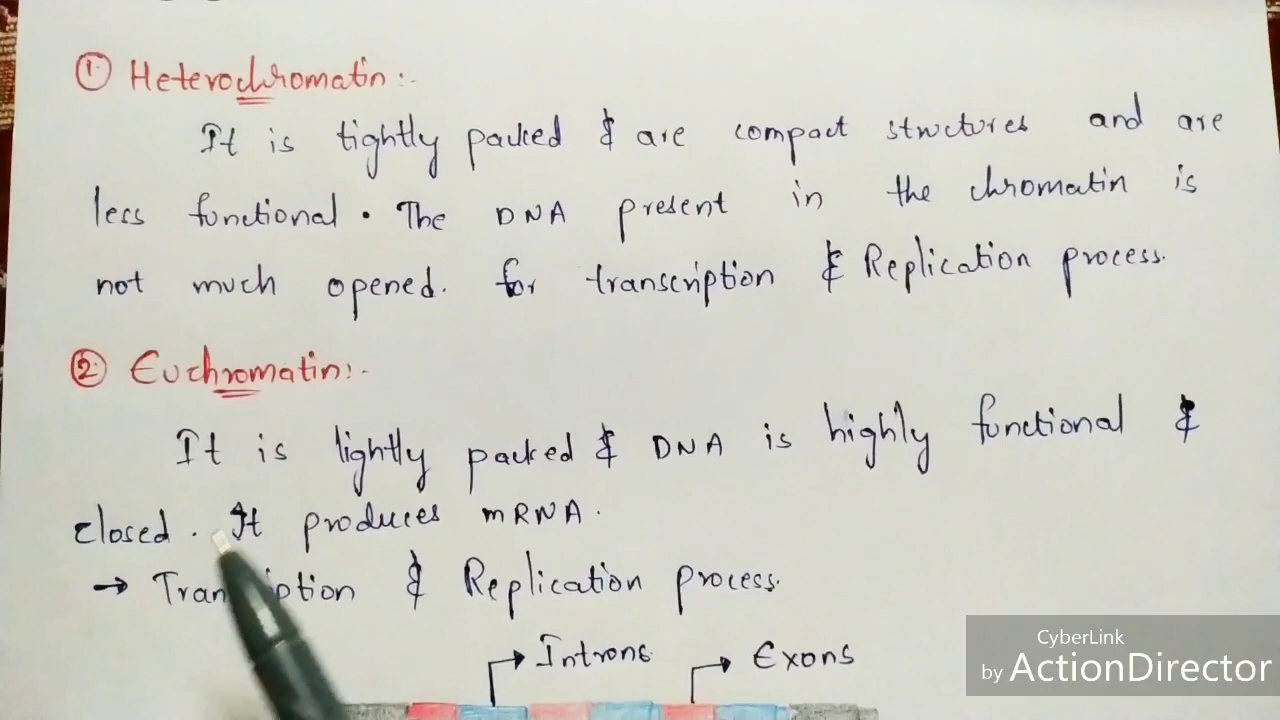 ① Heterochromatin:-
It is tightly packed & are compact structures and are
less functional. The DNA present in the chromatin is
not much opened. for transcription & Replication process.
② Euchromatin:-
It is lightly packed & DNA is highly functional &
closed. It produces mRNA.
→ Tran ption & Replication process.
→ Introns → Exons
CyberLink
by ActionDirector